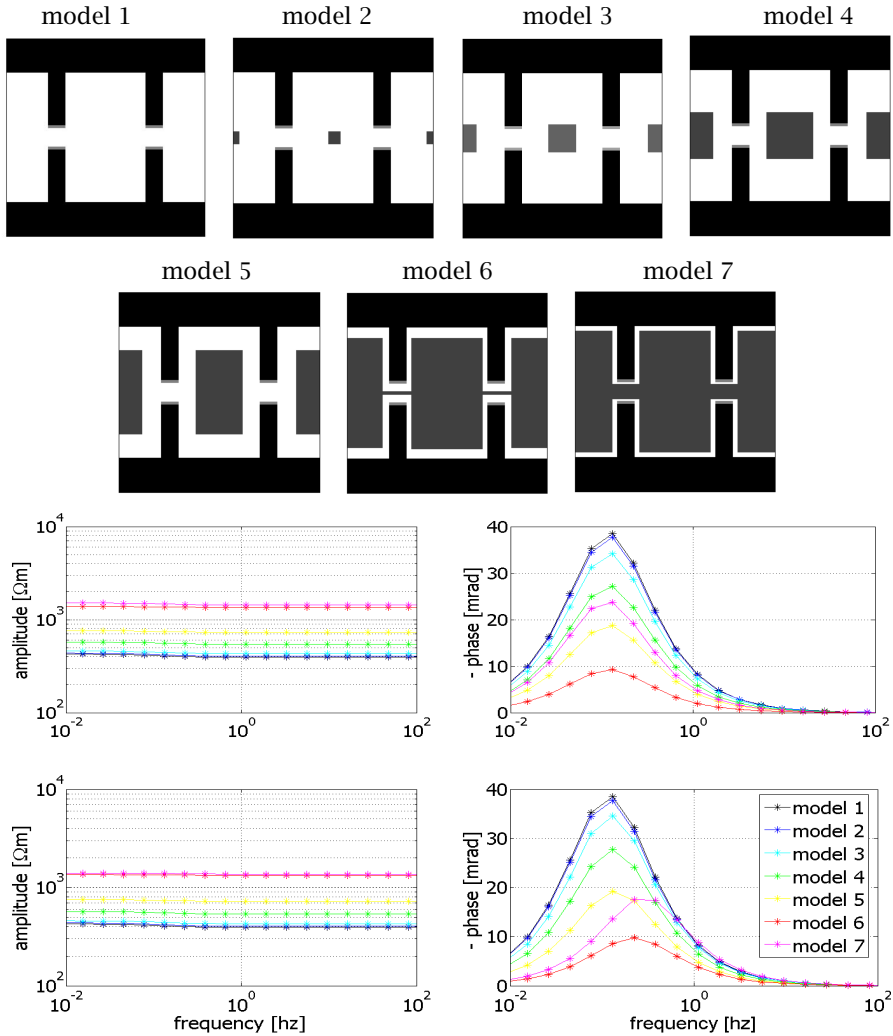 model 1 model 2 model 3 model 4
model 5 model 6 model 7
amplitude [Ωm]
10^4
10^3
10^2
10^-2 10^0 10^2
- phase [mrad]
40
30
20
10
0
10^-2 10^0 10^2
amplitude [Ωm]
10^4
10^3
10^2
10^-2 10^0 10^2
frequency [hz]
- phase [mrad]
40
30
20
10
0
10^-2 10^0 10^2
frequency [hz]
model 1
model 2
model 3
model 4
model 5
model 6
model 7